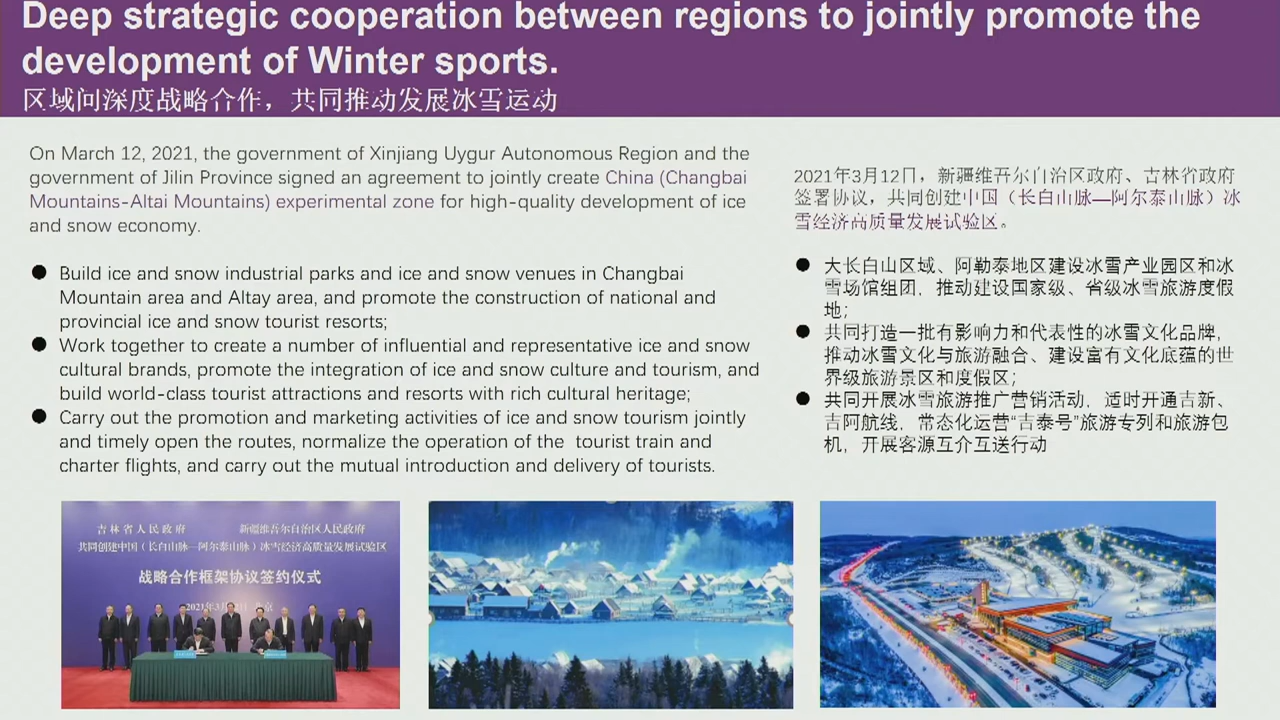 Deep strategic cooperation between regions to jointly promote the
development of Winter sports.
区域间深度战略合作，共同推动发展冰雪运动
On March 12, 2021, the government of Xinjiang Uygur Autonomous Region and the
government of Jilin Province signed an agreement to jointly create China (Changbai
Mountains-Altai Mountains) experimental zone for high-quality development of ice
and snow economy.
● Build ice and snow industrial parks and ice and snow venues in Changbai
Mountain area and Altay area, and promote the construction of national and
provincial ice and snow tourist resorts;
● Work together to create a number of influential and representative ice and snow
cultural brands, promote the integration of ice and snow culture and tourism, and
build world-class tourist attractions and resorts with rich cultural heritage;
● Carry out the promotion and marketing activities of ice and snow tourism jointly
and timely open the routes, normalize the operation of the tourist train and
charter flights, and carry out the mutual introduction and delivery of tourists.
2021年3月12日，新疆维吾尔自治区政府、吉林省政府
签署协议，共同创建中国（长白山脉—阿尔泰山脉）冰
雪经济高质量发展试验区。
● 大长白山区域、阿勒泰地区建设冰雪产业园区和冰
雪场馆组团，推动建设国家级、省级冰雪旅游度假
地；
● 共同打造一批有影响力和代表性的冰雪文化品牌，
推动冰雪文化与旅游融合、建设富有文化底蕴的世
界级旅游景区和度假区；
● 共同开展冰雪旅游推广营销活动，适时开通吉新、
吉阿航线，常态化运营“吉泰号”旅游专列和旅游包
机，开展客源互介互送行动
吉林省人民政府 新疆维吾尔自治区人民政府
共同创建中国（长白山脉—阿尔泰山脉）冰雪经济高质量发展试验区
战略合作框架协议签约仪式
2021年3月 北京